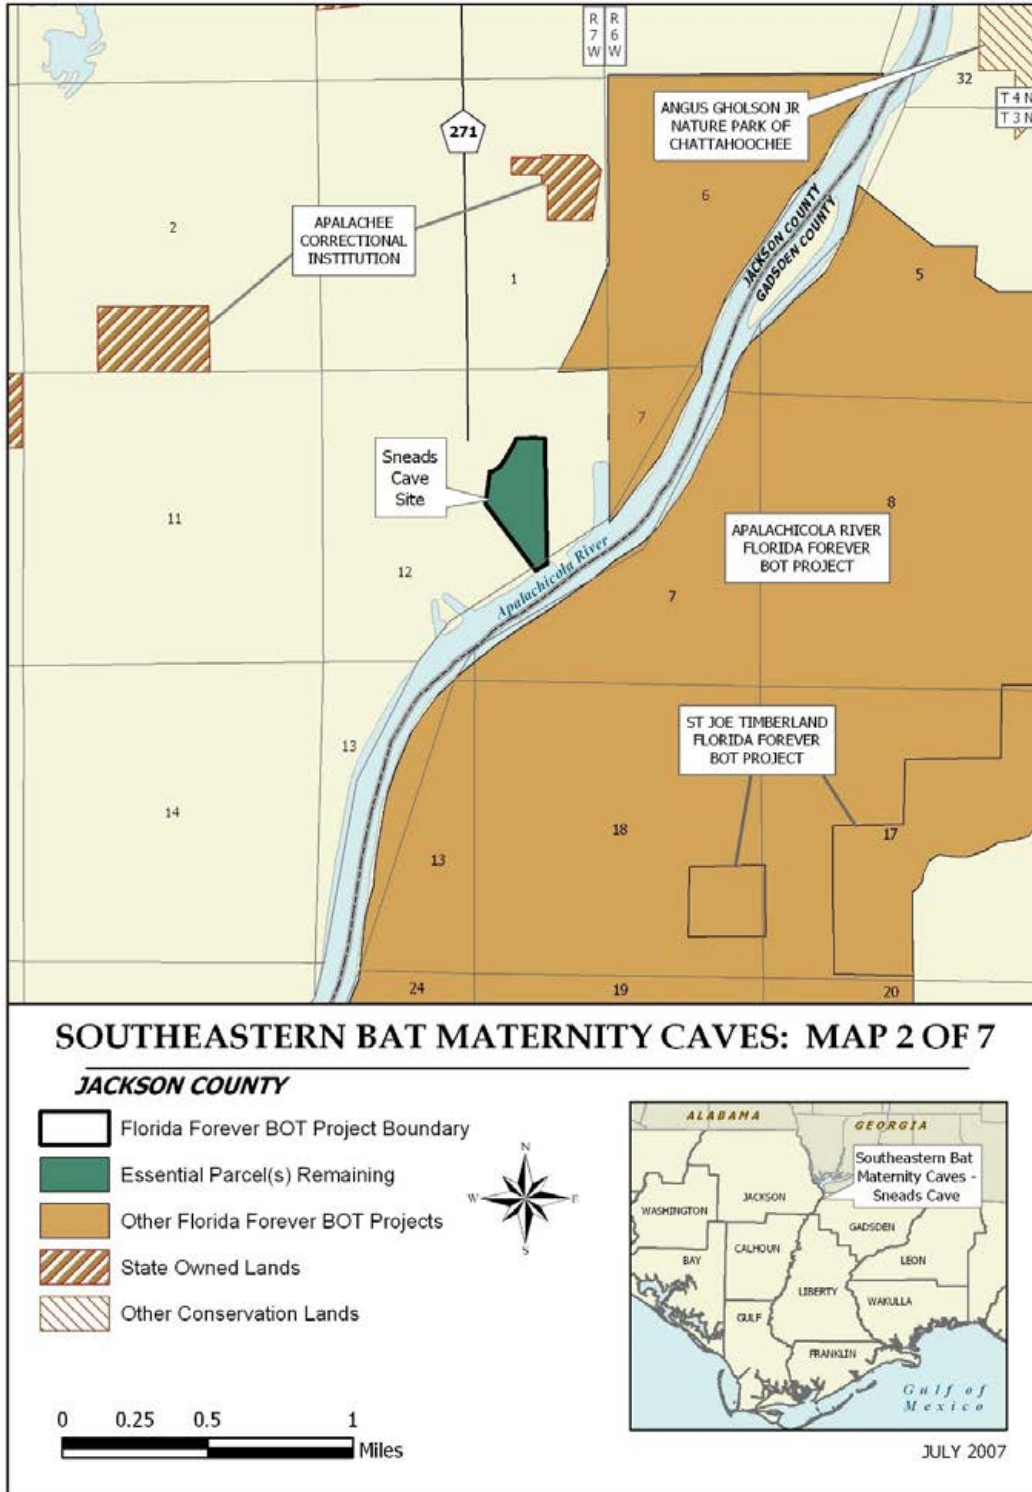 R R
7 6
W W
32
T 4 N
T 3 N
271
ANGUS GHOLSON JR
NATURE PARK OF
CHATTAHOOCHEE
6
2
APALACHEE
CORRECTIONAL
INSTITUTION
JACKSON COUNTY
GADSDEN COUNTY
5
1
7
Sneads
Cave
Site
8
11
APALACHICOLA RIVER
FLORIDA FOREVER
BOT PROJECT
12
Apalachicola River
7
ST JOE TIMBERLAND
FLORIDA FOREVER
BOT PROJECT
13
14
18
17
13
24
19
20
SOUTHEASTERN BAT MATERNITY CAVES: MAP 2 OF 7
JACKSON COUNTY
Florida Forever BOT Project Boundary
Essential Parcel(s) Remaining
Other Florida Forever BOT Projects
State Owned Lands
Other Conservation Lands
N
W E
S
0 0.25 0.5 1
Miles
ALABAMA
GEORGIA
Southeastern Bat
Maternity Caves -
Sneads Cave
JACKSON
WASHINGTON
GADSDEN
CALHOUN
BAY
LEON
LIBERTY
WAKULLA
GULF
FRANKLIN
Gulf of
Mexico
JULY 2007